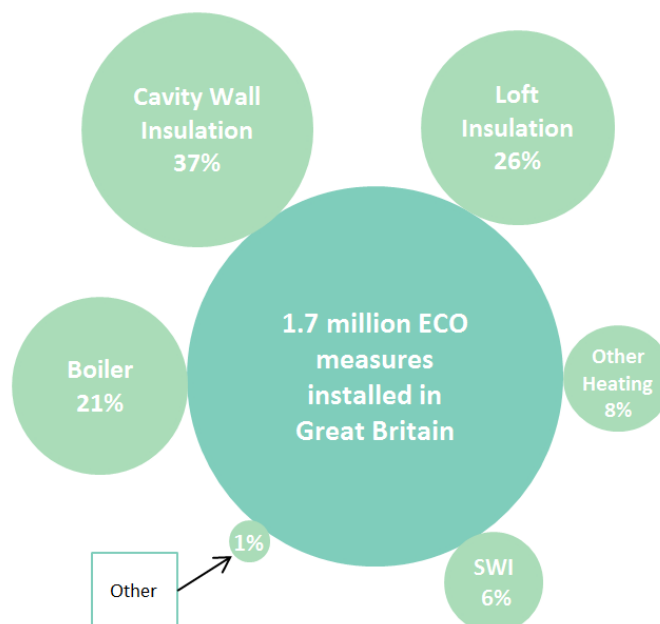 Cavity Wall
Insulation
37%
Loft
Insulation
26%
1.7 million ECO
measures
installed in
Great Britain
Boiler
21%
Other
Heating
8%
1%
Other
SWI
6%